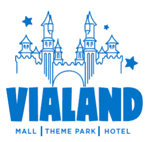 VIALAND
MALL | THEME PARK | HOTEL